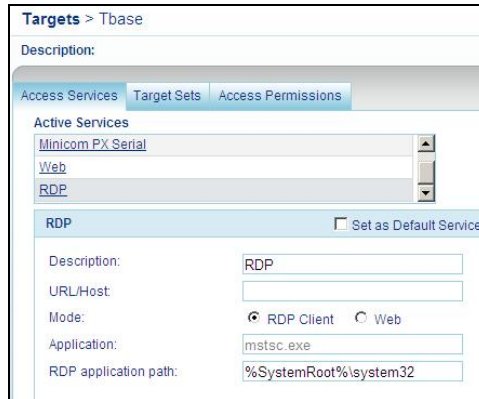 Targets > Tbase
Description:
Access Services Target Sets Access Permissions
Active Services
Minicom PX Serial
Web
RDP
RDP Set as Default Service
Description: RDP
URL/Host:
Mode: RDP Client Web
Application: mstsc.exe
RDP application path: %SystemRoot%\system32